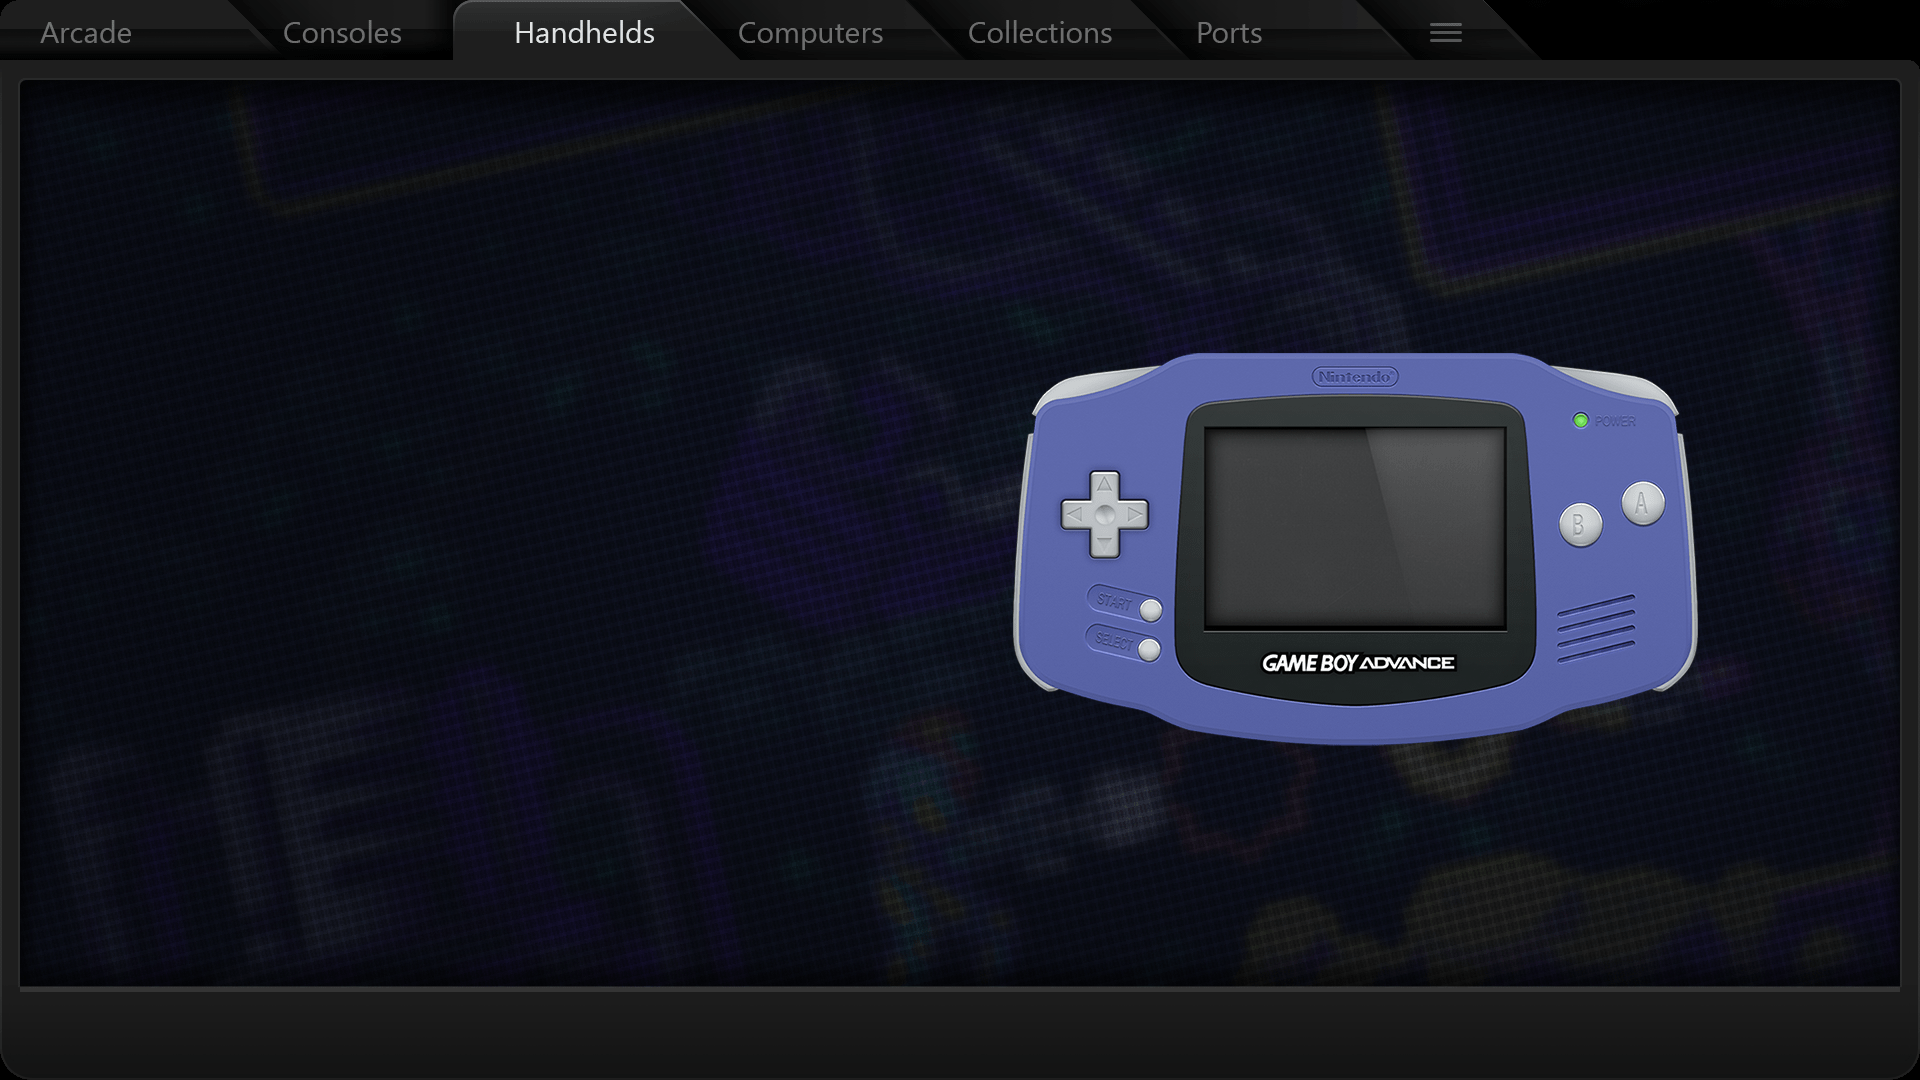 Arcade
Consoles
Handhelds
Computers
Collections
Ports
Nintendo
POWER
A
B
START
SELECT
GAME BOY ADVANCE